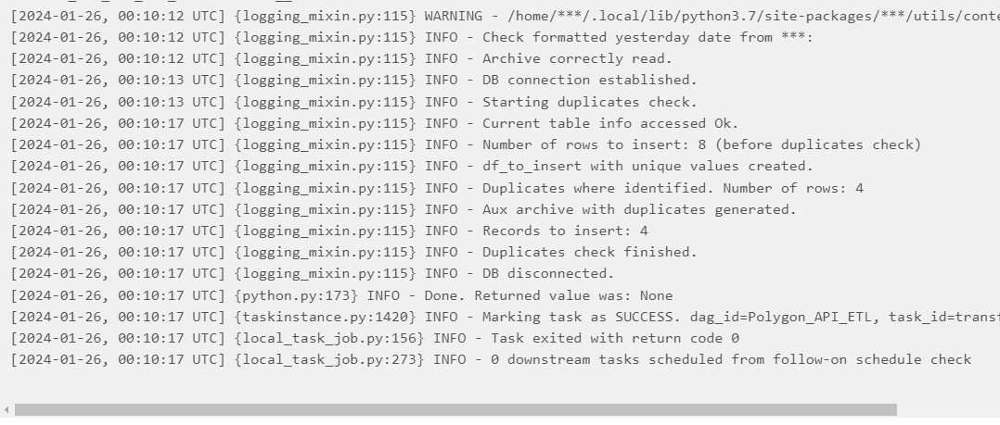 [2024-01-26, 00:10:12 UTC] {logging_mixin.py:115} WARNING - /home/***/.local/lib/python3.7/site-packages/***/utils/conte
[2024-01-26, 00:10:12 UTC] {logging_mixin.py:115} INFO - Check formatted yesterday date from ***:
[2024-01-26, 00:10:12 UTC] {logging_mixin.py:115} INFO - Archive correctly read.
[2024-01-26, 00:10:13 UTC] {logging_mixin.py:115} INFO - DB connection established.
[2024-01-26, 00:10:13 UTC] {logging_mixin.py:115} INFO - Starting duplicates check.
[2024-01-26, 00:10:17 UTC] {logging_mixin.py:115} INFO - Current table info accessed Ok.
[2024-01-26, 00:10:17 UTC] {logging_mixin.py:115} INFO - Number of rows to insert: 8 (before duplicates check)
[2024-01-26, 00:10:17 UTC] {logging_mixin.py:115} INFO - df_to_insert with unique values created.
[2024-01-26, 00:10:17 UTC] {logging_mixin.py:115} INFO - Duplicates where identified. Number of rows: 4
[2024-01-26, 00:10:17 UTC] {logging_mixin.py:115} INFO - Aux archive with duplicates generated.
[2024-01-26, 00:10:17 UTC] {logging_mixin.py:115} INFO - Records to insert: 4
[2024-01-26, 00:10:17 UTC] {logging_mixin.py:115} INFO - Duplicates check finished.
[2024-01-26, 00:10:17 UTC] {logging_mixin.py:115} INFO - DB disconnected.
[2024-01-26, 00:10:17 UTC] {python.py:173} INFO - Done. Returned value was: None
[2024-01-26, 00:10:17 UTC] {taskinstance.py:1420} INFO - Marking task as SUCCESS. dag_id=Polygon_API_ETL, task_id=transf
[2024-01-26, 00:10:17 UTC] {local_task_job.py:156} INFO - Task exited with return code 0
[2024-01-26, 00:10:17 UTC] {local_task_job.py:273} INFO - 0 downstream tasks scheduled from follow-on schedule check